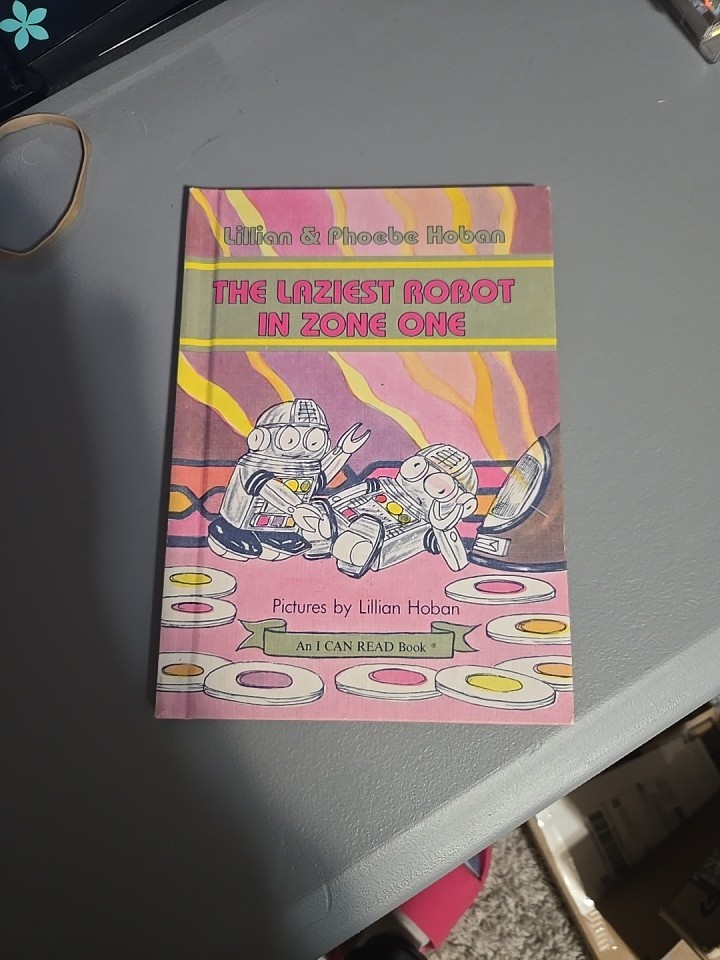 Lillian & Phoebe Hoban
THE LAZIEST ROBOT
IN ZONE ONE
Pictures by Lillian Hoban
An I CAN READ Book ®